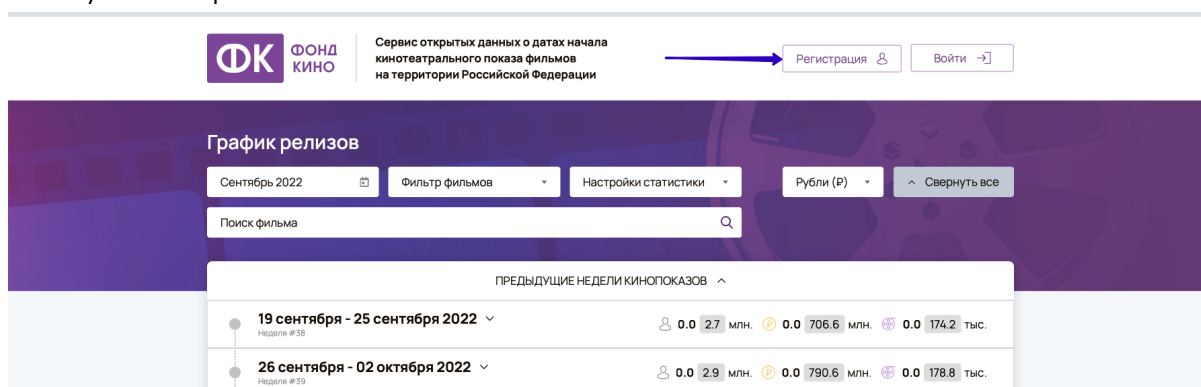 ФК ФОНД
КИНО
Сервис открытых данных о датах начала
кинотеатрального показа фильмов
на территории Российской Федерации
Регистрация
Войти
График релизов
Сентябрь 2022
Фильтр фильмов
Настройки статистики
Рубли (₽)
Свернуть все
Поиск фильма
ПРЕДЫДУЩИЕ НЕДЕЛИ КИНОПОКАЗОВ
19 сентября - 25 сентября 2022
Неделя #38
0.0 2.7 млн. ₽ 0.0 706.6 млн. 0.0 174.2 тыс.
26 сентября - 02 октября 2022
Неделя #39
0.0 2.9 млн. ₽ 0.0 790.6 млн. 0.0 178.8 тыс.